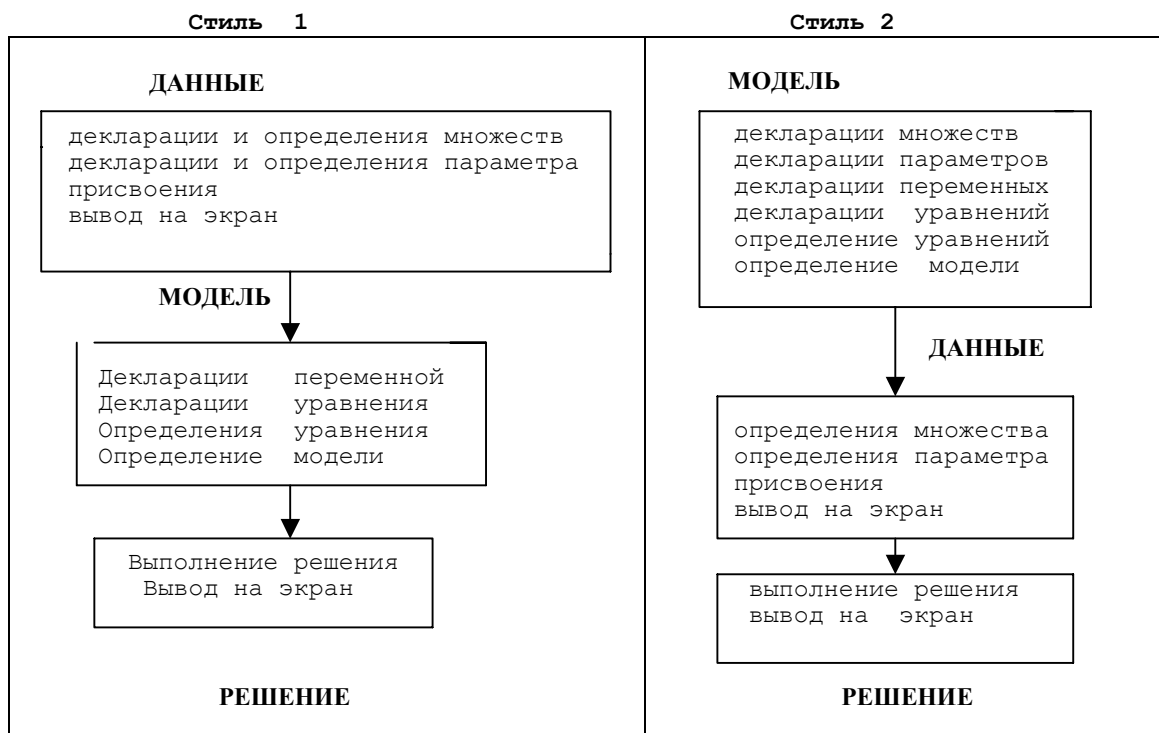 Стиль 1
ДАННЫЕ
декларации и определения множеств
декларации и определения параметра
присвоения
вывод на экран
МОДЕЛЬ
Декларации переменной
Декларации уравнения
Определения уравнения
Определение модели
Выполнение решения
Вывод на экран
РЕШЕНИЕ
Стиль 2
МОДЕЛЬ
декларации множеств
декларации параметров
декларации переменных
декларации уравнений
определение уравнений
определение модели
ДАННЫЕ
определения множества
определения параметра
присвоения
вывод на экран
выполнение решения
вывод на экран
РЕШЕНИЕ